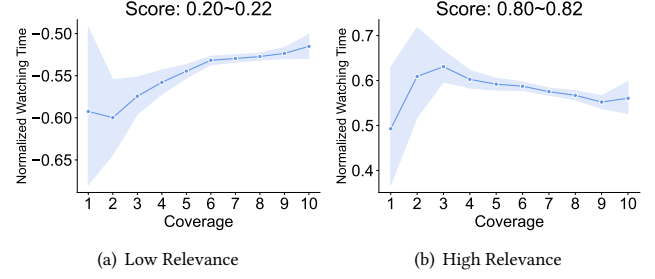 Score: 0.20~0.22
Normalized Watching Time
−0.50
−0.55
−0.60
−0.65
1 2 3 4 5 6 7 8 9 10
Coverage
(a) Low Relevance
Score: 0.80~0.82
Normalized Watching Time
0.7
0.6
0.5
0.4
1 2 3 4 5 6 7 8 9 10
Coverage
(b) High Relevance